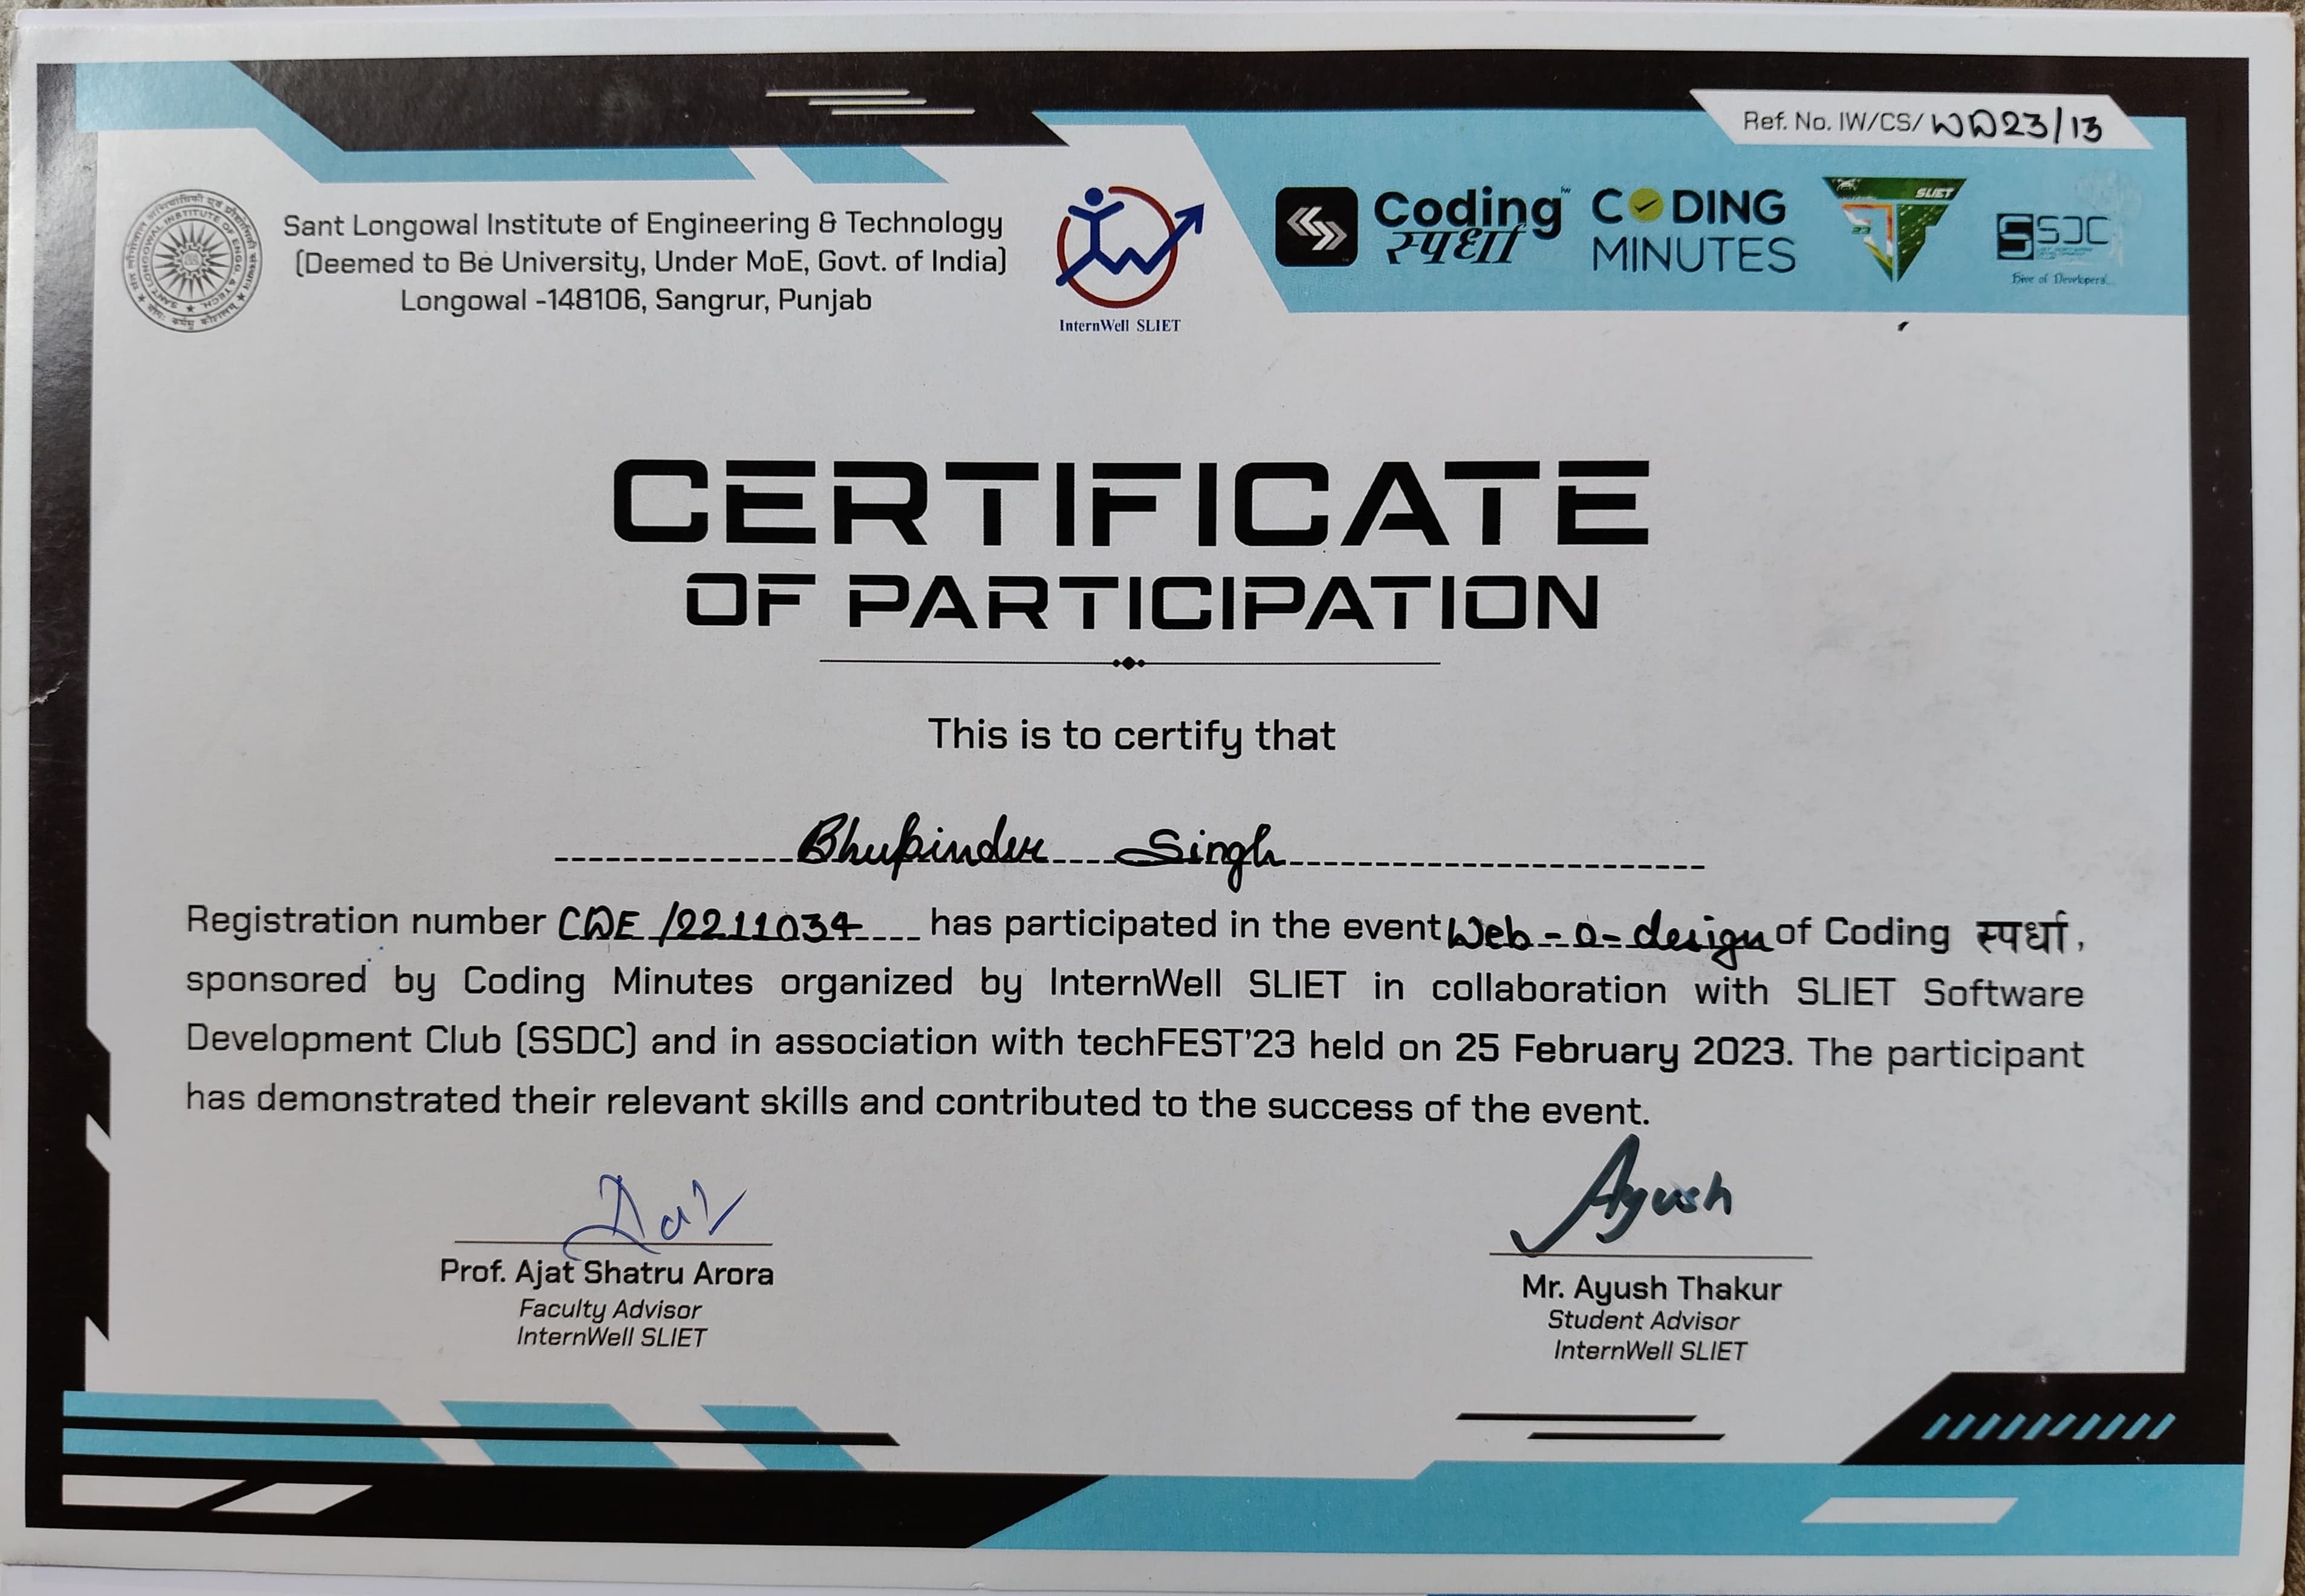 Ref. No. IW/CS/ WD23/13
Sant Longowal Institute of Engineering & Technology
(Deemed to Be University, Under MoE, Govt. of India)
Longowal -148106, Sangrur, Punjab
InternWell SLIET
Coding
स्पर्धा
CODING
MINUTES
SLIET
SSDC
CERTIFICATE
OF PARTICIPATION
This is to certify that
Bhupinder Singh
Registration number CDE/2211034 has participated in the event Web-o-design of Coding स्पर्धा,
sponsored by Coding Minutes organized by InternWell SLIET in collaboration with SLIET Software
Development Club (SSDC) and in association with techFEST'23 held on 25 February 2023. The participant
has demonstrated their relevant skills and contributed to the success of the event.
Ayush
Prof. Ajat Shatru Arora
Faculty Advisor
InternWell SLIET
Mr. Ayush Thakur
Student Advisor
InternWell SLIET